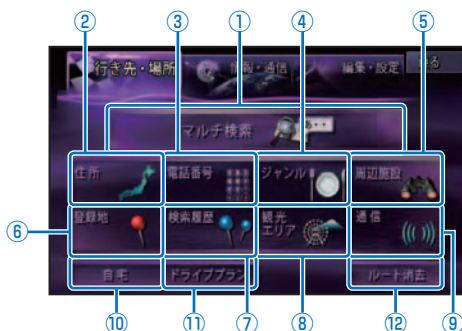 ① 
② ③ ④ ⑤
行き先・場所 情報・通信 編集・設定 戻る
マルチ検索
住所 電話番号 ジャンル 周辺施設
登録地 検索履歴 観光 通信
エリア
⑥
自宅 ドライブプラン ルート消去
⑩ ⑪ ⑦ ⑧ ⑫ ⑨